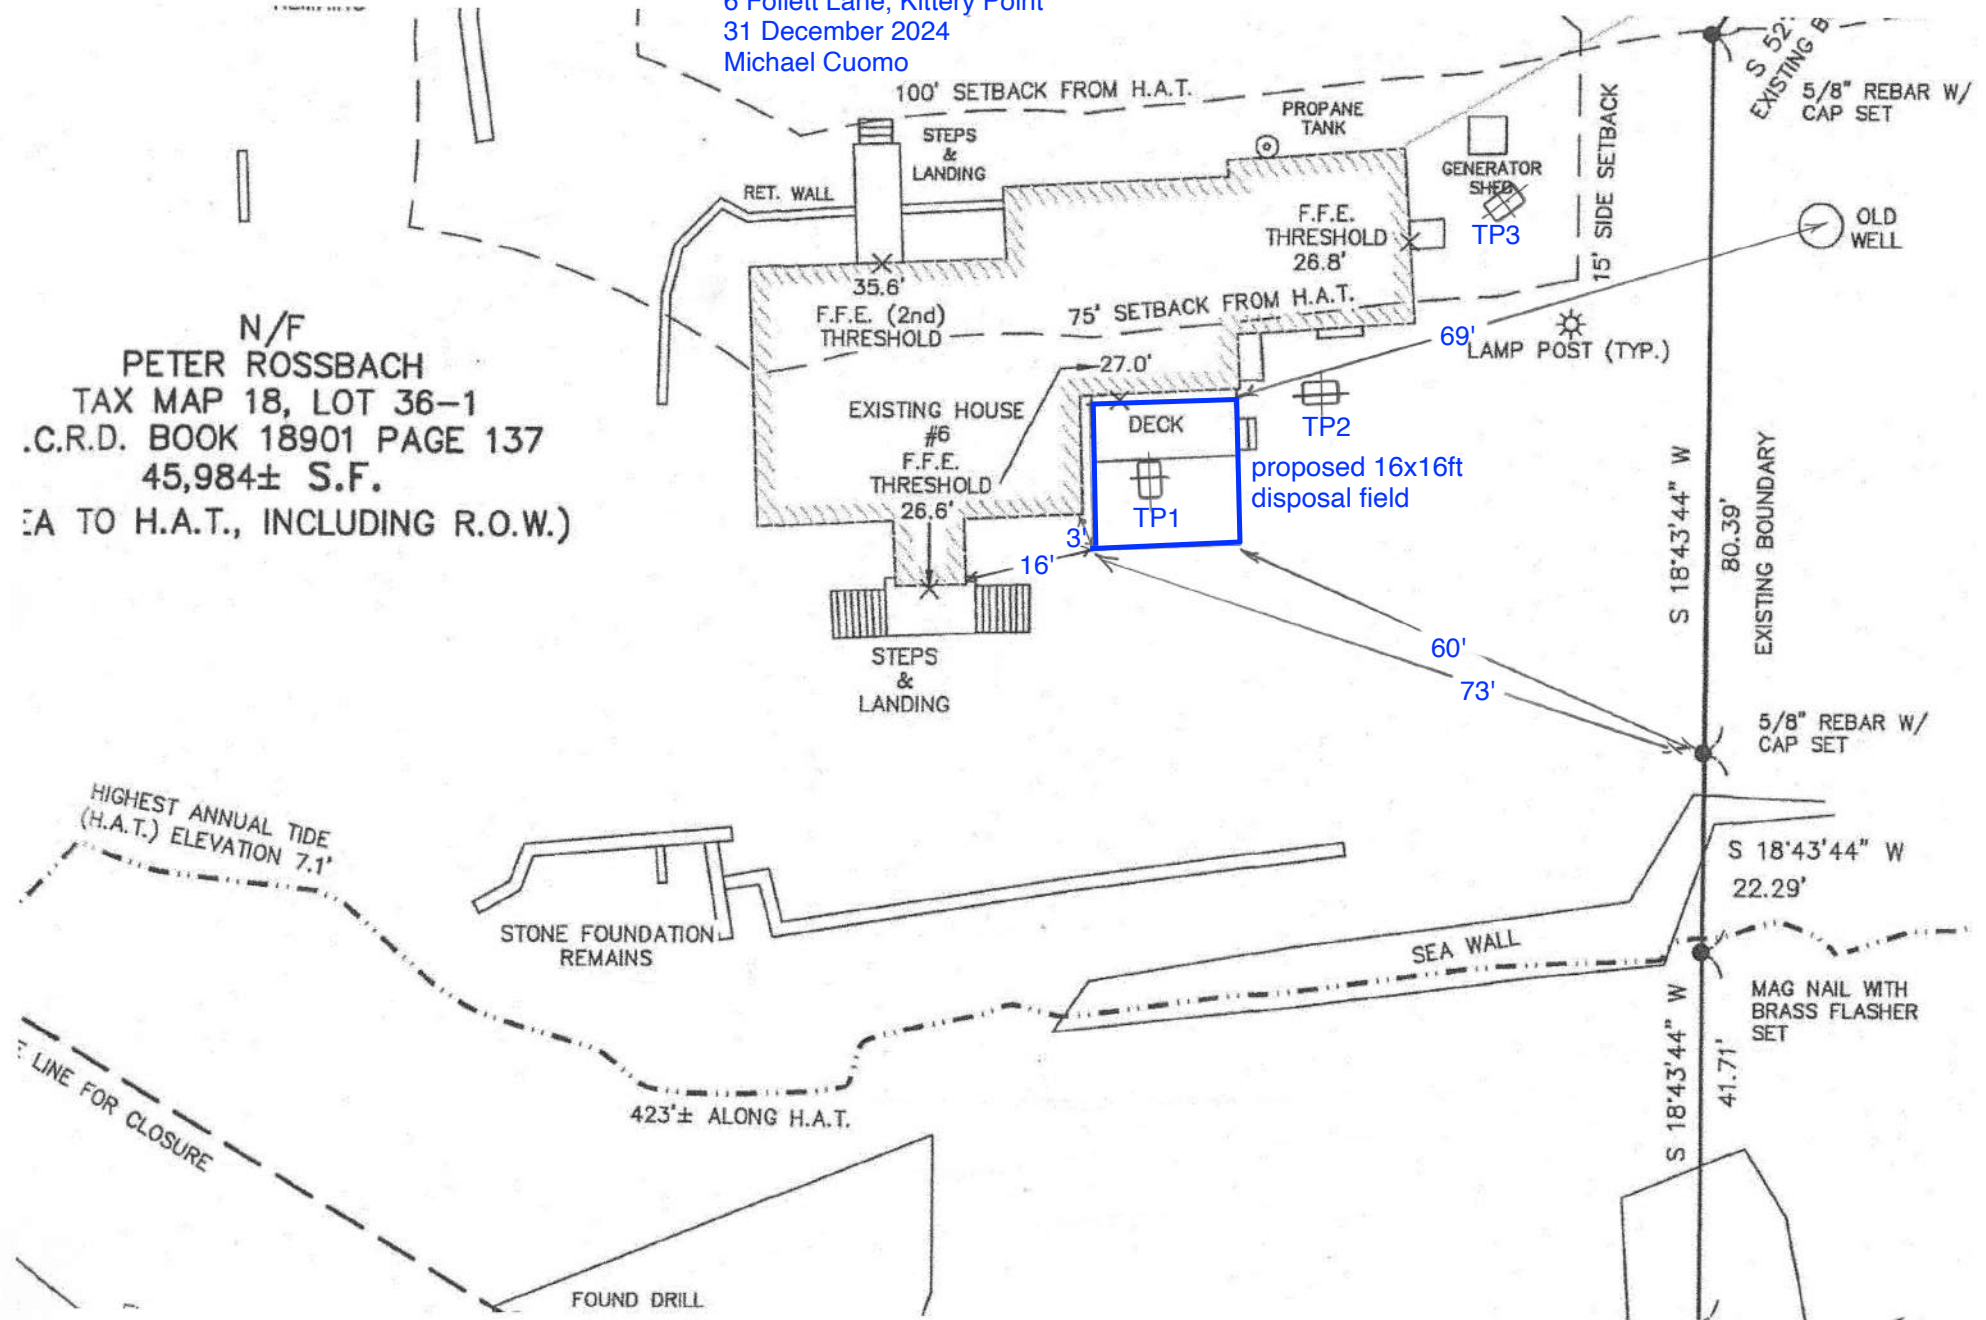 6 Follett Lane, Kittery Point
31 December 2024
Michael Cuomo
100' SETBACK FROM H.A.T.
STEPS
&
LANDING
PROPANE
TANK
GENERATOR
SHED
TP3
15' SIDE SETBACK
S 52°
EXISTING B
5/8" REBAR W/
CAP SET
OLD
WELL
RET. WALL
F.F.E.
THRESHOLD
26.8'
35.6'
F.F.E. (2nd)
THRESHOLD
75' SETBACK FROM H.A.T.
69'
LAMP POST (TYP.)
N/F
PETER ROSSBACH
TAX MAP 18, LOT 36-1
.C.R.D. BOOK 18901 PAGE 137
45,984± S.F.
EA TO H.A.T., INCLUDING R.O.W.)
27.0'
EXISTING HOUSE
#6
F.F.E.
THRESHOLD
26.6'
DECK
TP1
TP2
proposed 16x16ft
disposal field
3'
16'
60'
73'
S 18°43'44" W
80.39'
EXISTING BOUNDARY
STEPS
&
LANDING
5/8" REBAR W/
CAP SET
HIGHEST ANNUAL TIDE
(H.A.T.) ELEVATION 7.1'
STONE FOUNDATION
REMAINS
SEA WALL
S 18°43'44" W
22.29'
MAG NAIL WITH
BRASS FLASHER
SET
S 18°43'44" W
41.71'
423'± ALONG H.A.T.
E LINE FOR CLOSURE
FOUND DRILL